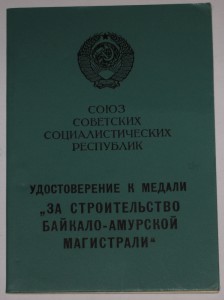 СОЮЗ
СОВЕТСКИХ
СОЦИАЛИСТИЧЕСКИХ
РЕСПУБЛИК
УДОСТОВЕРЕНИЕ К МЕДАЛИ
„ЗА СТРОИТЕЛЬСТВО
БАЙКАЛО-АМУРСКОЙ
МАГИСТРАЛИ“